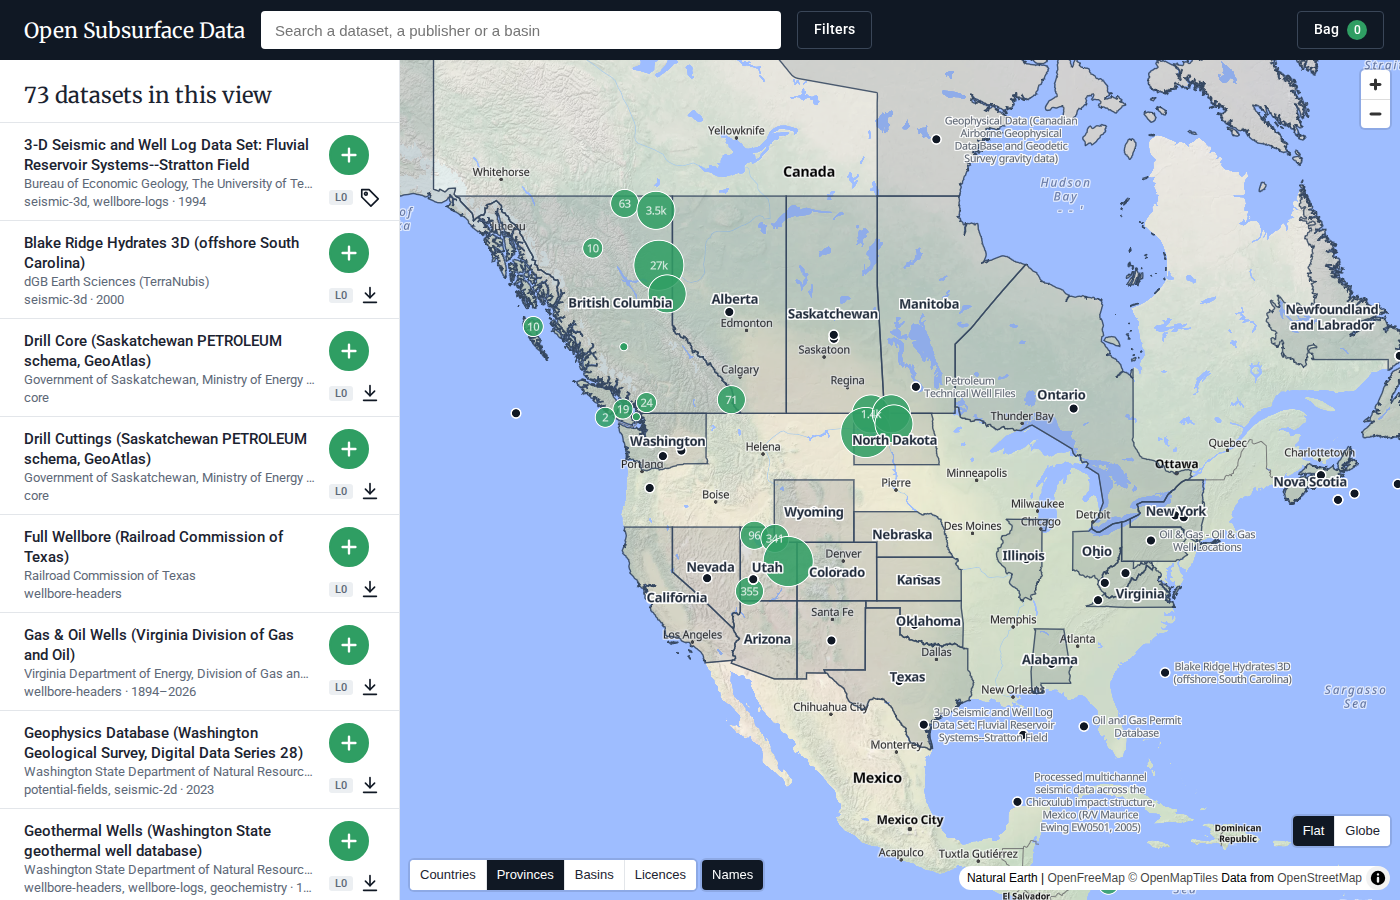 Open Subsurface Data
Search a dataset, a publisher or a basin
Filters
Bag 0
73 datasets in this view
3-D Seismic and Well Log Data Set: Fluvial
Reservoir Systems--Stratton Field
Bureau of Economic Geology, The University of Te...
seismic-3d, wellbore-logs · 1994
L0
Blake Ridge Hydrates 3D (offshore South
Carolina)
dGB Earth Sciences (TerraNubis)
seismic-3d · 2000
L0
Drill Core (Saskatchewan PETROLEUM
schema, GeoAtlas)
Government of Saskatchewan, Ministry of Energy ...
core
L0
Drill Cuttings (Saskatchewan PETROLEUM
schema, GeoAtlas)
Government of Saskatchewan, Ministry of Energy ...
core
L0
Full Wellbore (Railroad Commission of
Texas)
Railroad Commission of Texas
wellbore-headers
L0
Gas & Oil Wells (Virginia Division of Gas
and Oil)
Virginia Department of Energy, Division of Gas an...
wellbore-headers · 1894–2026
L0
Geophysics Database (Washington
Geological Survey, Digital Data Series 28)
Washington State Department of Natural Resourc...
potential-fields, seismic-2d · 2023
L0
Geothermal Wells (Washington State
geothermal well database)
Washington State Department of Natural Resourc...
wellbore-headers, wellbore-logs, geochemistry · 1...
L0
Yellowknife
Whitehorse
Canada
Geophysical Data (Canadian
Airborne Geophysical
Data Base and Geodetic
Survey gravity data)
Hudson
Bay
63
3.5k
Juneau
10
27k
British Columbia
Alberta
Edmonton
Saskatchewan
Saskatoon
Manitoba
Newfoundland
and Labrador
10
Calgary
Regina
71
Petroleum
Technical Well Files
Ontario
Thunder Bay
24
19
2
1.4k
North Dakota
Washington
Portland
Helena
Quebec
Charlottetown
Ottawa
Nova Scotia
Minneapolis
Pierre
Boise
Wyoming
Milwaukee
Chicago
Detroit
New York
Des Moines
Nebraska
Oil & Gas - Oil & Gas
Well Locations
96
341
Denver
Illinois
Ohio
Nevada
Utah
Colorado
Kansas
355
California
Virginia
Santa Fe
Oklahoma
Memphis
Los Angeles
Arizona
Atlanta
Dallas
Alabama
Texas
Blake Ridge Hydrates 3D
(offshore South Carolina)
New Orleans
Sargasso
Sea
Chihuahua City
3-D Seismic and Well Log
Data Set: Fluvial Reservoir
Systems--Stratton Field
Oil and Gas Permit
Database
Monterrey
Mexico
Processed multichannel
seismic data across the
Chicxulub impact structure,
Mexico (R/V Maurice
Ewing EW0501, 2005)
Mexico City
Dominican
Republic
Acapulco
Tuxtla Gutiérrez
El Salvador
Flat
Globe
Countries
Provinces
Basins
Licences
Names
Natural Earth | OpenFreeMap © OpenMapTiles Data from OpenStreetMap